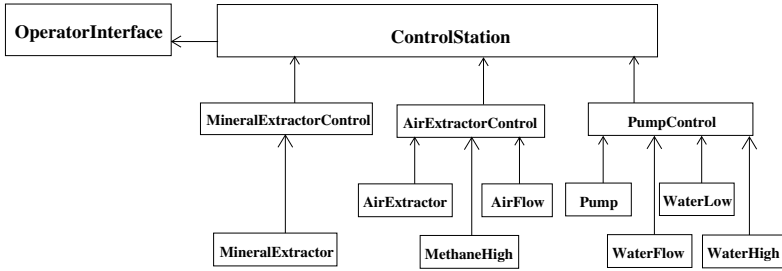 OperatorInterface
ControlStation
MineralExtractorControl
AirExtractorControl
PumpControl
AirExtractor
AirFlow
Pump
WaterLow
MineralExtractor
MethaneHigh
WaterFlow
WaterHigh